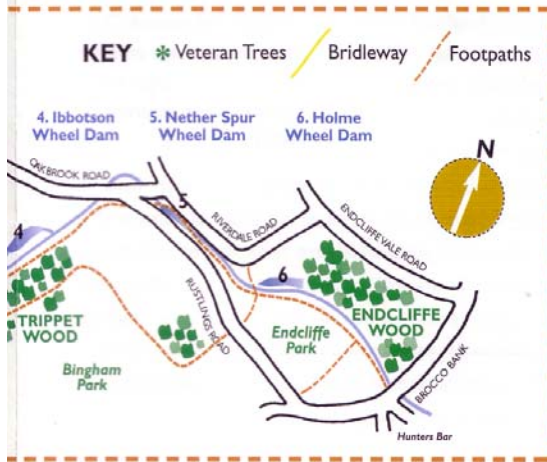 KEY
Veteran Trees
Bridleway
Footpaths
4. Ibbotson
Wheel Dam
5. Nether Spur
Wheel Dam
6. Holme
Wheel Dam
N
OAKBROOK ROAD
5
RIVERDALE ROAD
ENDCLIFFE VALE ROAD
4
6
TRIPPET
WOOD
RUSTLINGS ROAD
ENDCLIFFE
WOOD
Endcliffe
Park
Bingham
Park
BROCCO BANK
Hunters Bar